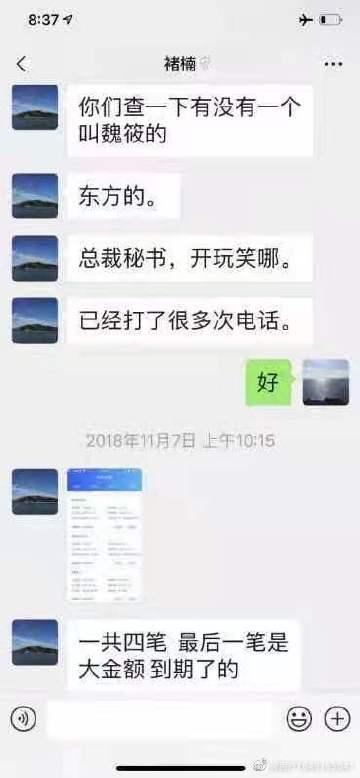 8:37
褚楠
你们查一下有没有一个
叫魏筱的
东方的。
总裁秘书，开玩笑哪。
已经打了很多次电话。
好
2018年11月7日 上午10:15
一共四笔 最后一笔是
大金额 到期了的